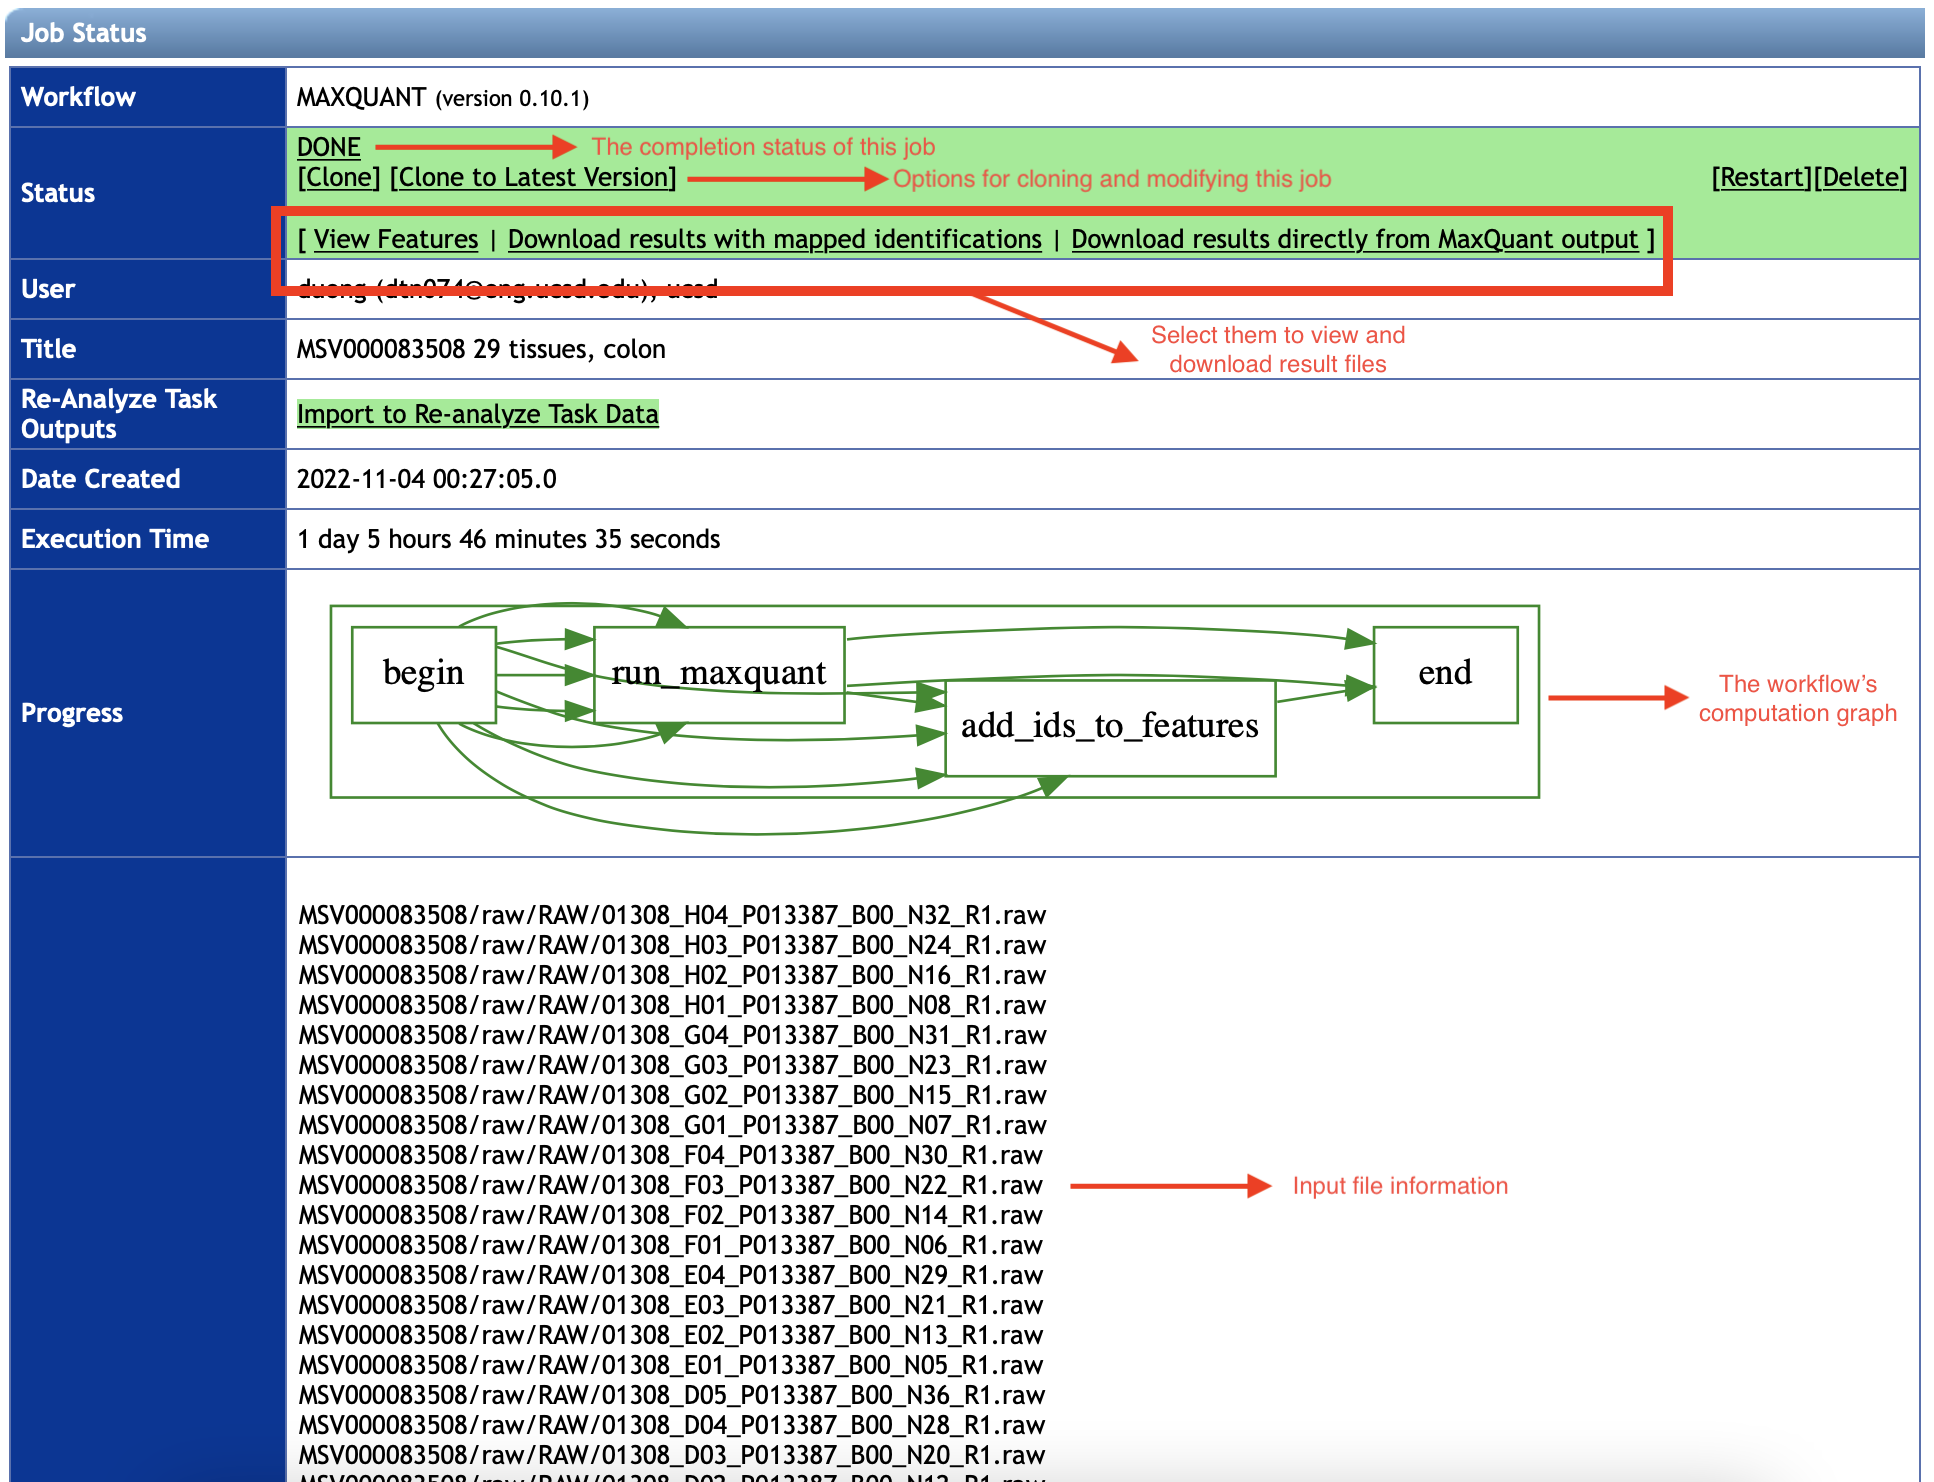 Job Status
Workflow
MAXQUANT (version 0.10.1)
Status
DONE
The completion status of this job
[Clone] [Clone to Latest Version]
Options for cloning and modifying this job
[Restart][Delete]
[ View Features | Download results with mapped identifications | Download results directly from MaxQuant output ]
User
duong (dtn074@eng.ucsd.edu), ucsd
Select them to view and
download result files
Title
MSV000083508 29 tissues, colon
Re-Analyze Task
Outputs
Import to Re-analyze Task Data
Date Created
2022-11-04 00:27:05.0
Execution Time
1 day 5 hours 46 minutes 35 seconds
Progress
begin
run_maxquant
add_ids_to_features
end
The workflow's
computation graph
MSV000083508/raw/RAW/01308_H04_P013387_B00_N32_R1.raw
MSV000083508/raw/RAW/01308_H03_P013387_B00_N24_R1.raw
MSV000083508/raw/RAW/01308_H02_P013387_B00_N16_R1.raw
MSV000083508/raw/RAW/01308_H01_P013387_B00_N08_R1.raw
MSV000083508/raw/RAW/01308_G04_P013387_B00_N31_R1.raw
MSV000083508/raw/RAW/01308_G03_P013387_B00_N23_R1.raw
MSV000083508/raw/RAW/01308_G02_P013387_B00_N15_R1.raw
MSV000083508/raw/RAW/01308_G01_P013387_B00_N07_R1.raw
MSV000083508/raw/RAW/01308_F04_P013387_B00_N30_R1.raw
MSV000083508/raw/RAW/01308_F03_P013387_B00_N22_R1.raw
Input file information
MSV000083508/raw/RAW/01308_F02_P013387_B00_N14_R1.raw
MSV000083508/raw/RAW/01308_F01_P013387_B00_N06_R1.raw
MSV000083508/raw/RAW/01308_E04_P013387_B00_N29_R1.raw
MSV000083508/raw/RAW/01308_E03_P013387_B00_N21_R1.raw
MSV000083508/raw/RAW/01308_E02_P013387_B00_N13_R1.raw
MSV000083508/raw/RAW/01308_E01_P013387_B00_N05_R1.raw
MSV000083508/raw/RAW/01308_D05_P013387_B00_N36_R1.raw
MSV000083508/raw/RAW/01308_D04_P013387_B00_N28_R1.raw
MSV000083508/raw/RAW/01308_D03_P013387_B00_N20_R1.raw